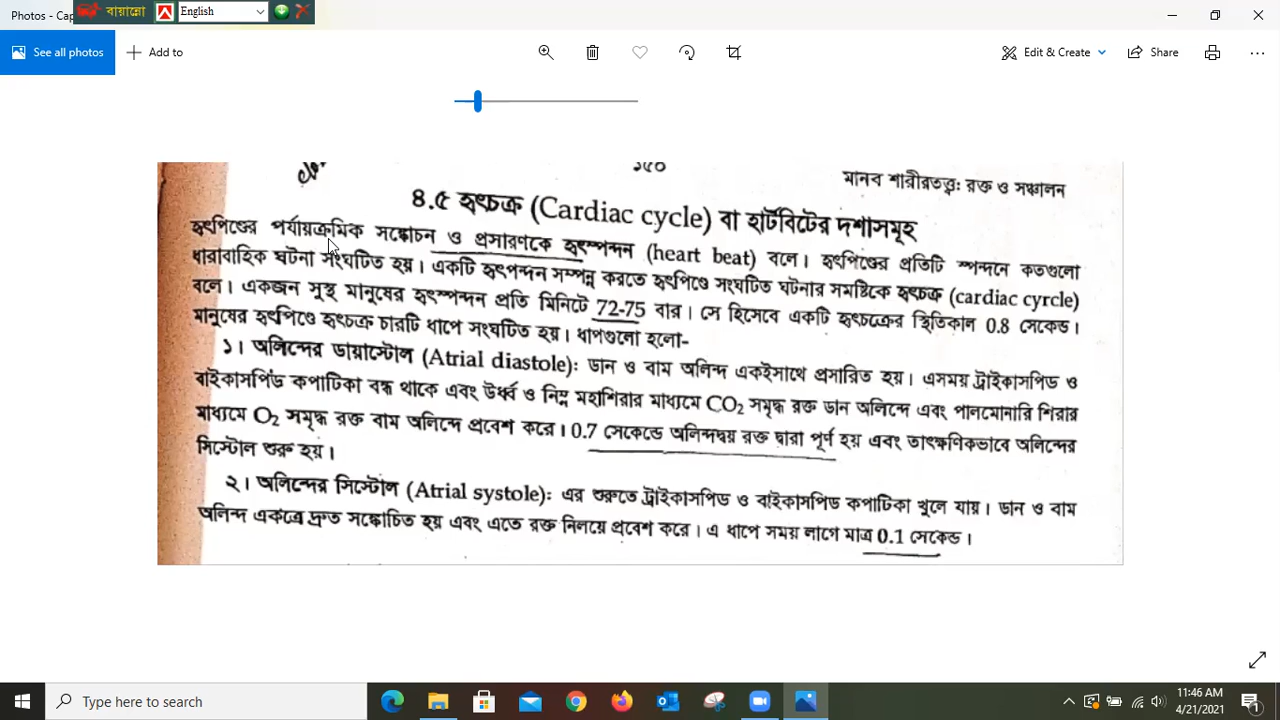 Photos - Cap
বায়ান্নো
English
See all photos
Add to
Edit & Create
Share
১৫০
মানব শারীরতত্ত্ব: রক্ত ও সঞ্চালন
৪.৫ হৃৎচক্র (Cardiac cycle) বা হার্টবিটের দশাসমূহ
হৃৎপিণ্ডের পর্যায়ক্রমিক সঙ্কোচন ও প্রসারণকে হৃৎস্পন্দন (heart beat) বলে। হৃৎপিণ্ডের প্রতিটি স্পন্দনে কতগুলো
ধারাবাহিক ঘটনা সংঘটিত হয়। একটি হৃৎপন্দন সম্পন্ন করতে হৃৎপিণ্ডে সংঘটিত ঘটনার সমষ্টিকে হৃৎচক্র (cardiac cyrcle)
বলে। একজন সুস্থ মানুষের হৃৎস্পন্দন প্রতি মিনিটে 72-75 বার। সে হিসেবে একটি হৃৎচক্রের স্থিতিকাল 0.8 সেকেন্ড।
মানুষের হৃৎপিণ্ডে হৃৎচক্র চারটি ধাপে সংঘটিত হয়। ধাপগুলো হলো-
১। অলিন্দের ডায়াস্টোল (Atrial diastole): ডান ও বাম অলিন্দ একইসাথে প্রসারিত হয়। এসময় ট্রাইকাসপিড ও
বাইকাসপিড কপাটিকা বন্ধ থাকে এবং উর্ধ্ব ও নিম্ন মহাশিরার মাধ্যমে CO2 সমৃদ্ধ রক্ত ডান অলিন্দে এবং পালমোনারি শিরার
মাধ্যমে O2 সমৃদ্ধ রক্ত বাম অলিন্দে প্রবেশ করে। 0.7 সেকেন্ডে অলিন্দদ্বয় রক্ত দ্বারা পূর্ণ হয় এবং তাৎক্ষণিকভাবে অলিন্দের
সিস্টোল শুরু হয়।
২। অলিন্দের সিস্টোল (Atrial systole): এর শুরুতে ট্রাইকাসপিড ও বাইকাসপিড কপাটিকা খুলে যায়। ডান ও বাম
অলিন্দ একত্রে দ্রুত সঙ্কোচিত হয় এবং এতে রক্ত নিলয়ে প্রবেশ করে। এ ধাপে সময় লাগে মাত্র 0.1 সেকেন্ড।
Type here to search
11:46 AM
4/21/2021